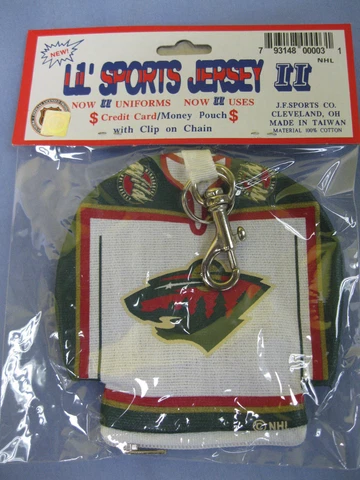 NEW!
7 93148 00003 1
NHL
LiL' SPORTS JERSEY II
NOW II UNIFORMS NOW II USES
$ Credit Card/Money Pouch $
with Clip on Chain
J.F. SPORTS CO.
CLEVELAND, OH
MADE IN TAIWAN
MATERIAL 100% COTTON
© NHL